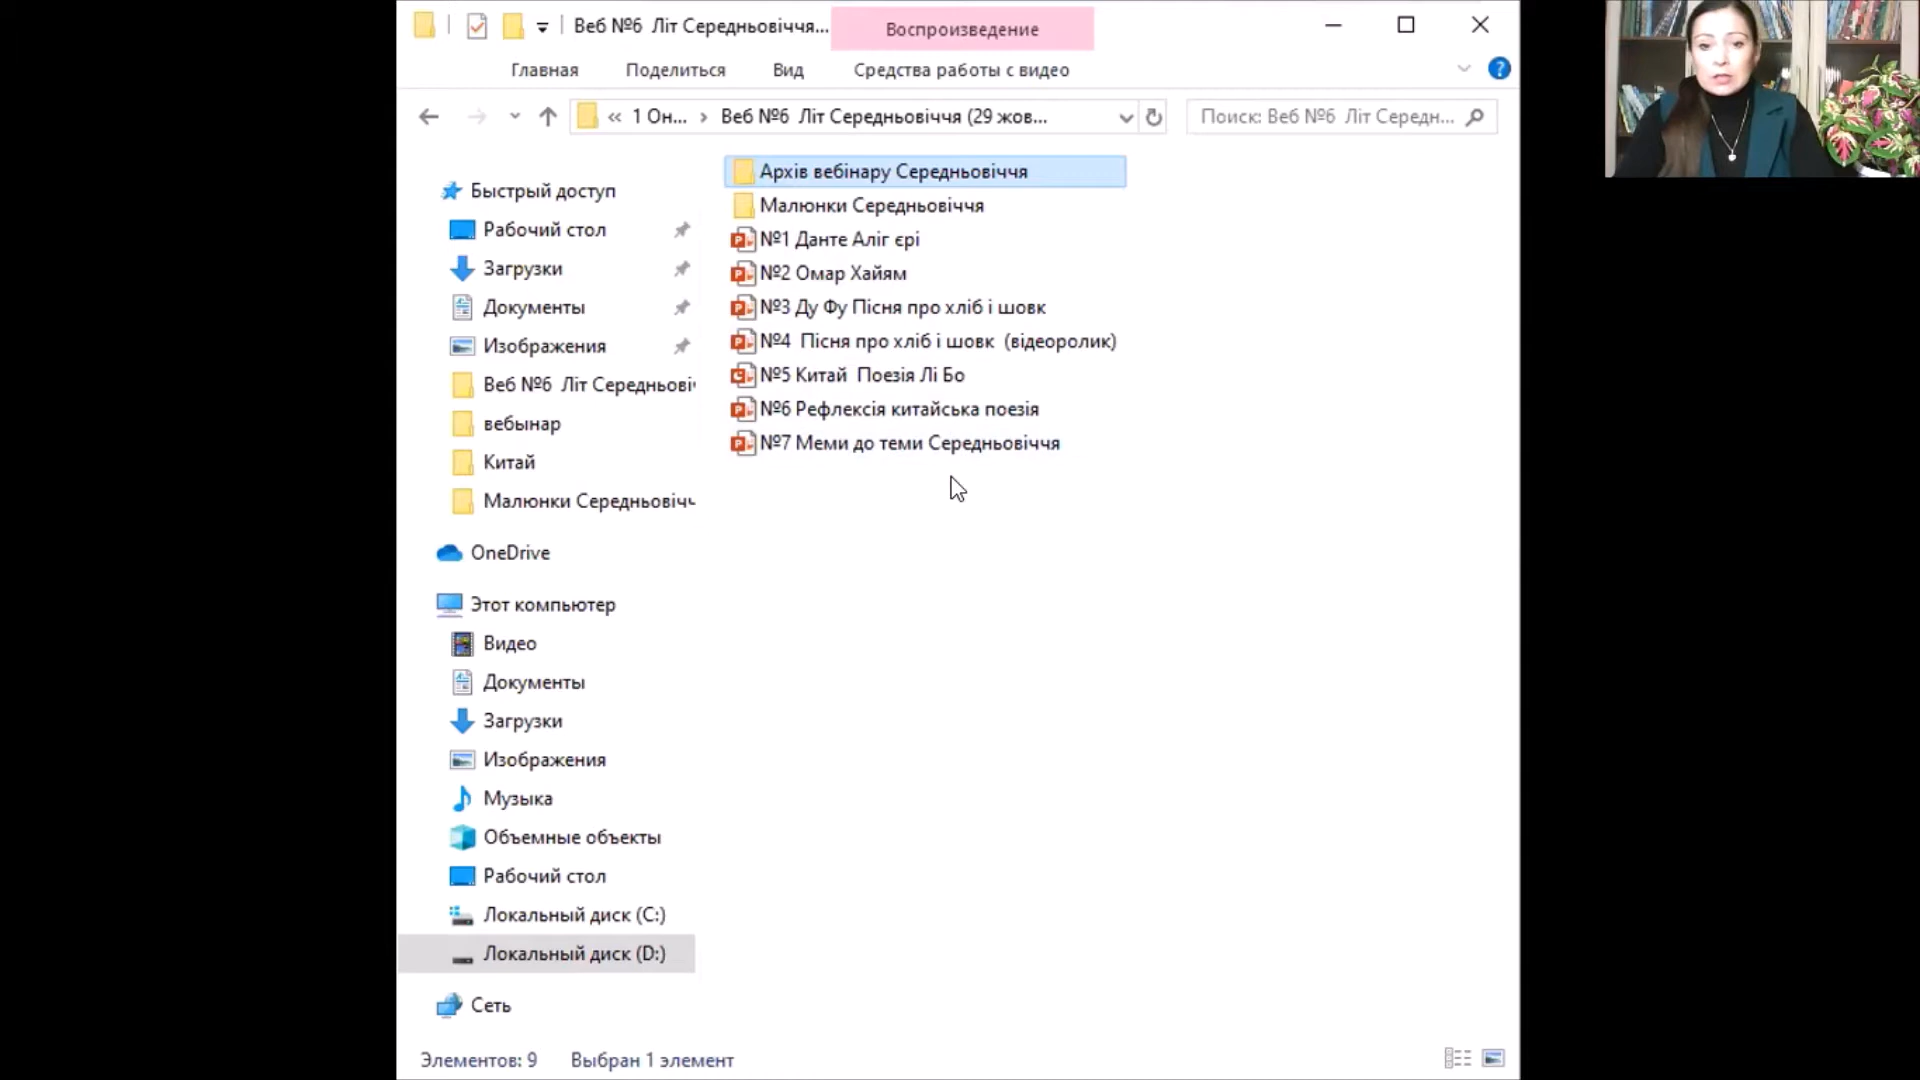 Веб №6 Літ Середньовіччя...
Воспроизведение
Главная Поделиться Вид Средства работы с видео
« 1 Он... › Веб №6 Літ Середньовіччя (29 жов...
Поиск: Веб №6 Літ Середн...
Быстрый доступ
Рабочий стол
Загрузки
Документы
Изображения
Веб №6 Літ Середньові
вебынар
Китай
Малюнки Середньовічч
OneDrive
Этот компьютер
Видео
Документы
Загрузки
Изображения
Музыка
Объемные объекты
Рабочий стол
Локальный диск (C:)
Локальный диск (D:)
Сеть
Архів вебінару Середньовіччя
Малюнки Середньовіччя
№1 Данте Аліг єрі
№2 Омар Хайям
№3 Ду Фу Пісня про хліб і шовк
№4 Пісня про хліб і шовк (відеоролик)
№5 Китай Поезія Лі Бо
№6 Рефлексія китайська поезія
№7 Меми до теми Середньовіччя
Элементов: 9 Выбран 1 элемент